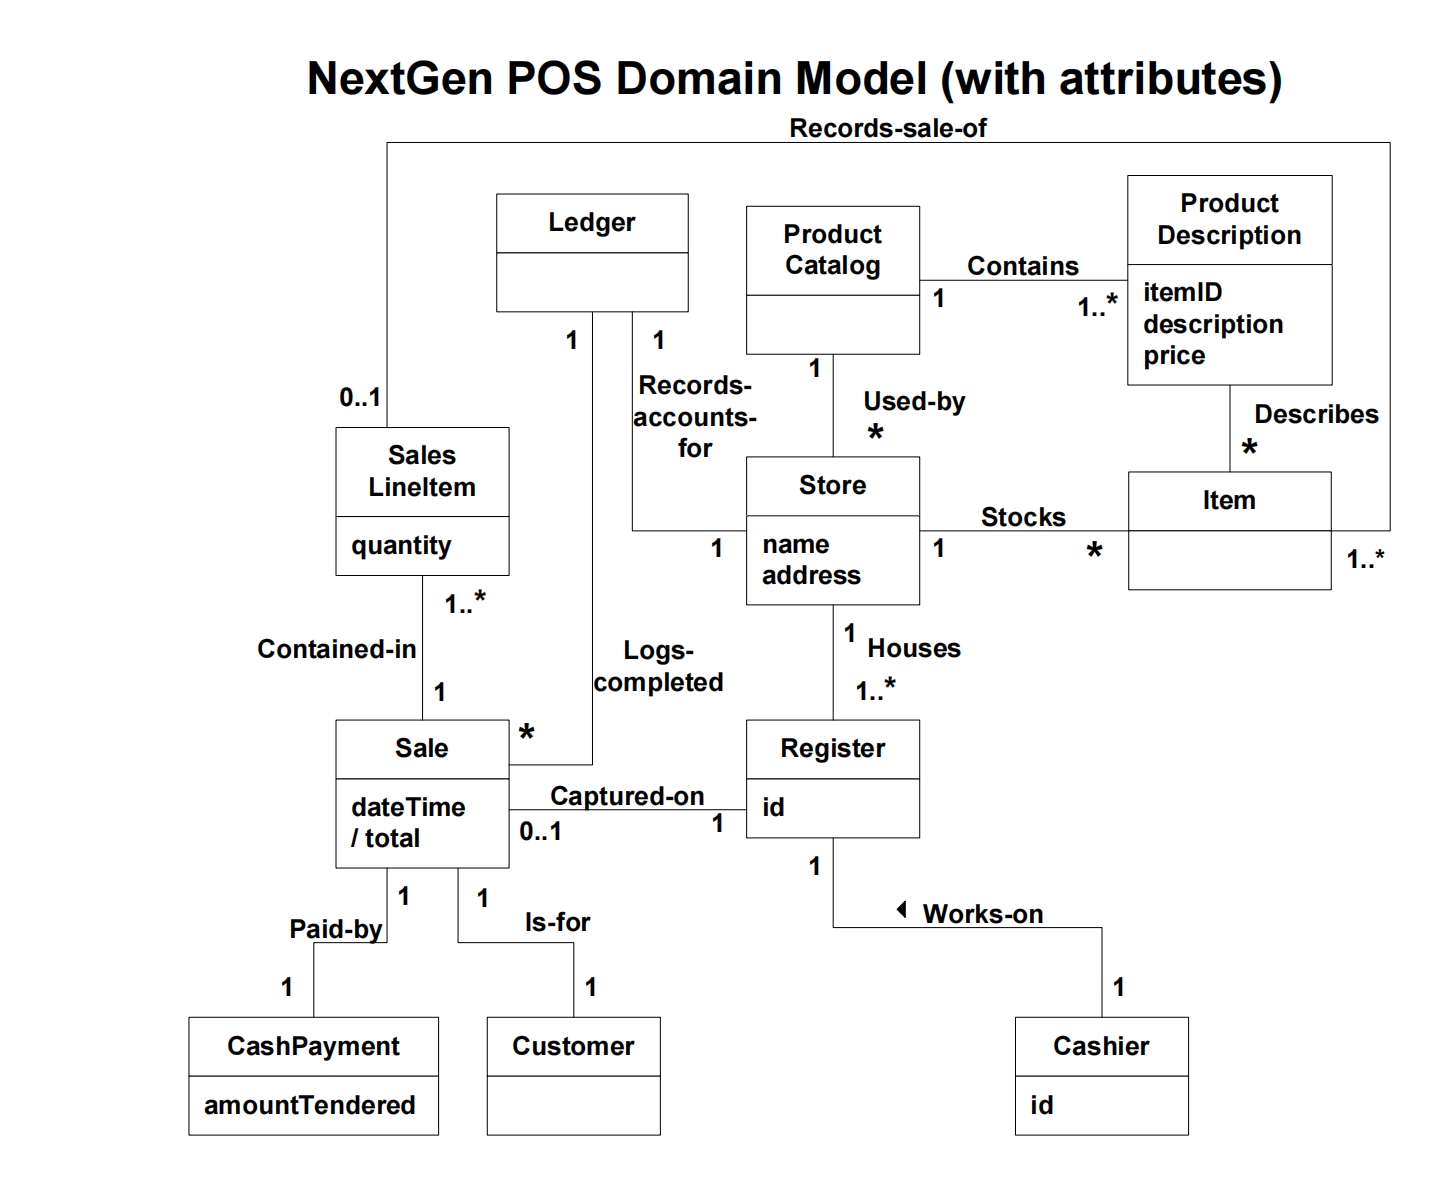 NextGen POS Domain Model (with attributes)
Records-sale-of
Ledger
Product
Catalog
Product
Description
itemID
description
price
Contains
1
1..*
1
1
1
Records-
accounts-
for
Used-by
*
Describes
*
0..1
Sales
LineItem
quantity
Store
name
address
Stocks
1
1
*
Item
1..*
1..*
Contained-in
1
Logs-
completed
1
Houses
1..*
*
Sale
dateTime
/ total
Captured-on
0..1
1
Register
id
1
1
1
Paid-by
Is-for
Works-on
1
1
1
CashPayment
amountTendered
Customer
Cashier
id